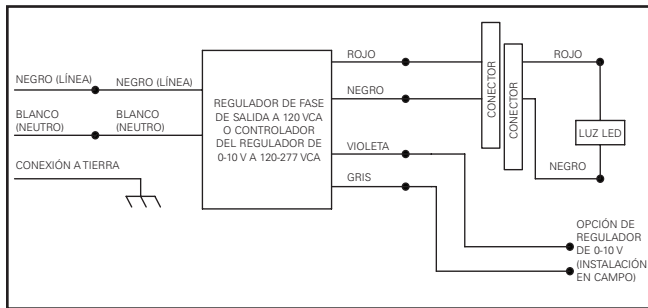 NEGRO (LÍNEA)
NEGRO (LÍNEA)
BLANCO
(NEUTRO)
BLANCO
(NEUTRO)
CONEXIÓN A TIERRA
REGULADOR DE FASE
DE SALIDA A 120 VCA
O CONTROLADOR
DEL REGULADOR DE
0-10 V A 120-277 VCA
ROJO
NEGRO
VIOLETA
GRIS
CONECTOR
CONECTOR
ROJO
LUZ LED
NEGRO
OPCIÓN DE
REGULADOR
DE 0-10 V
(INSTALACIÓN
EN CAMPO)